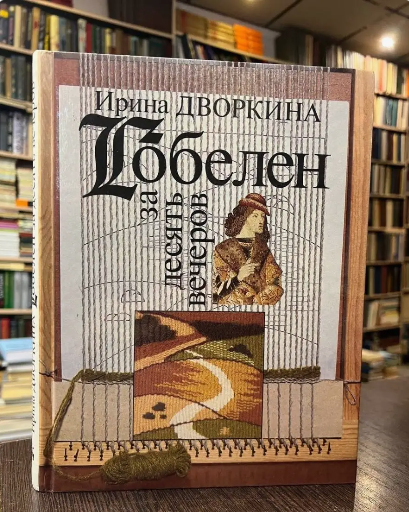 Ирина ДВОРКИНА
Гобелен
за
десять
вечеров